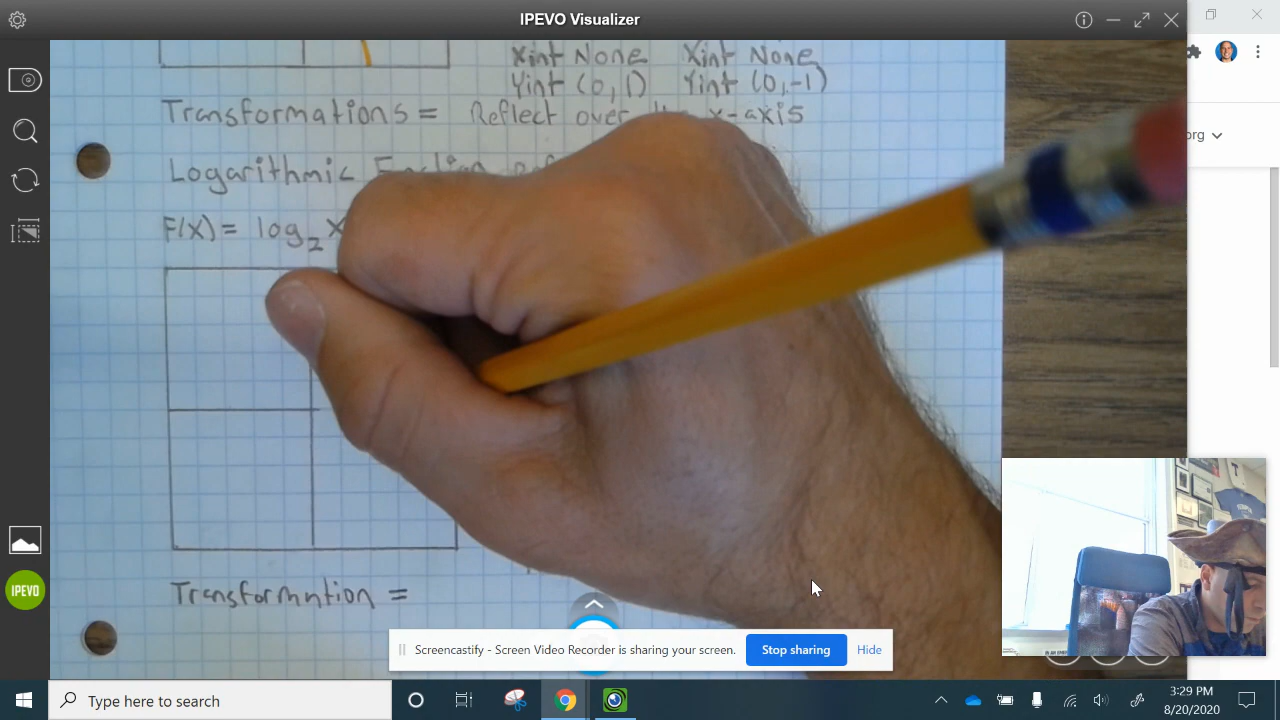 IPEVO Visualizer
Xint None Xint None
Yint (0, 1) Yint (0, -1)
Transformations = Reflect over x-axis
org
Logarithmic
F(X) = log2 X
Transformation =
IPEVO
Screencastify - Screen Video Recorder is sharing your screen. Stop sharing Hide
Type here to search
3:29 PM
8/20/2020